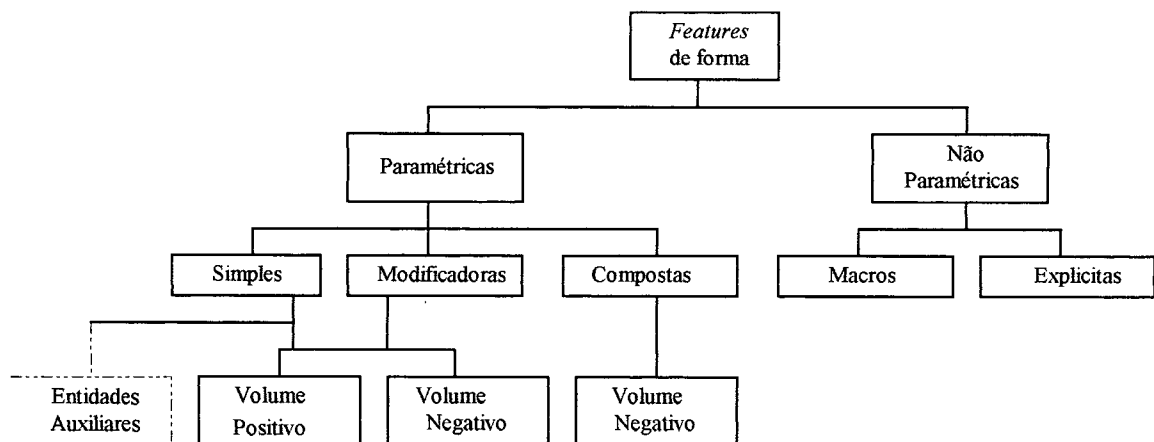 Features
de forma
Paramétricas
Não
Paramétricas
Simples
Modificadoras
Compostas
Macros
Explicitas
Entidades
Auxiliares
Volume
Positivo
Volume
Negativo
Volume
Negativo